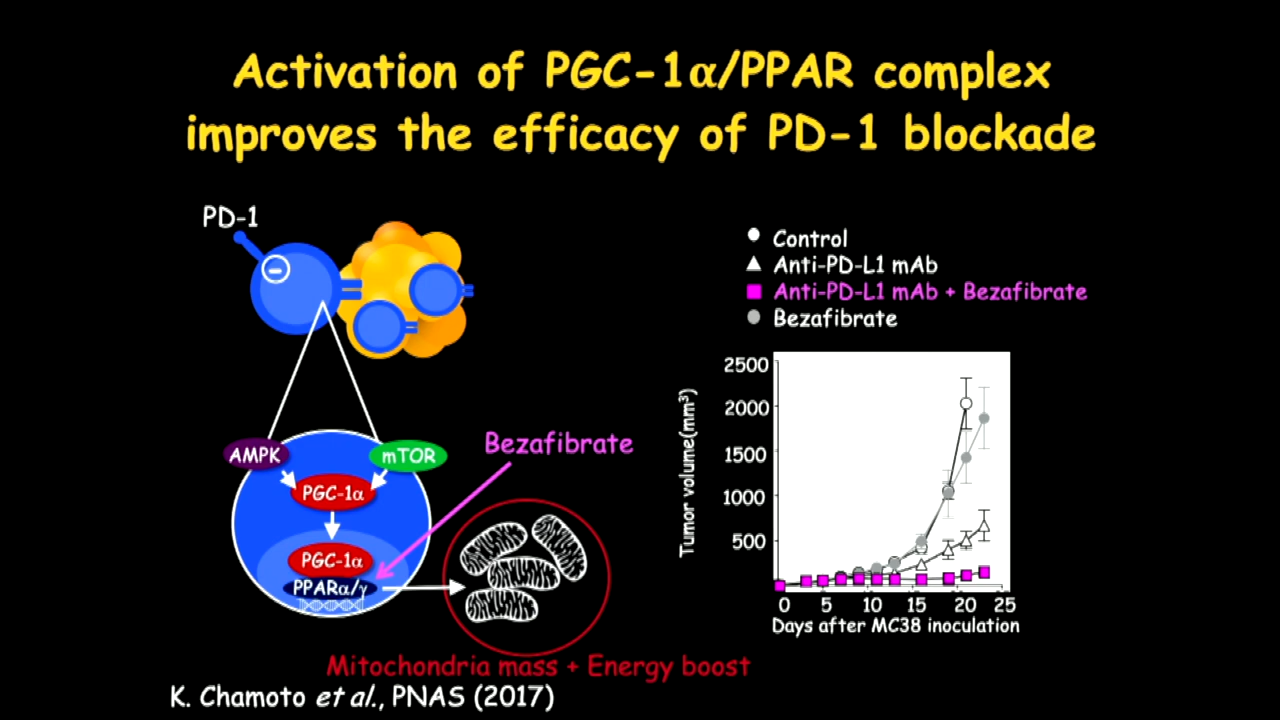 Activation of PGC-1α/PPAR complex
improves the efficacy of PD-1 blockade
PD-1
AMPK
mTOR
PGC-1α
PGC-1α
PPARα/γ
Bezafibrate
Mitochondria mass + Energy boost
K. Chamoto et al., PNAS (2017)
Control
Anti-PD-L1 mAb
Anti-PD-L1 mAb + Bezafibrate
Bezafibrate
Tumor volume(mm³)
2500
2000
1500
1000
500
0 5 10 15 20 25
Days after MC38 inoculation